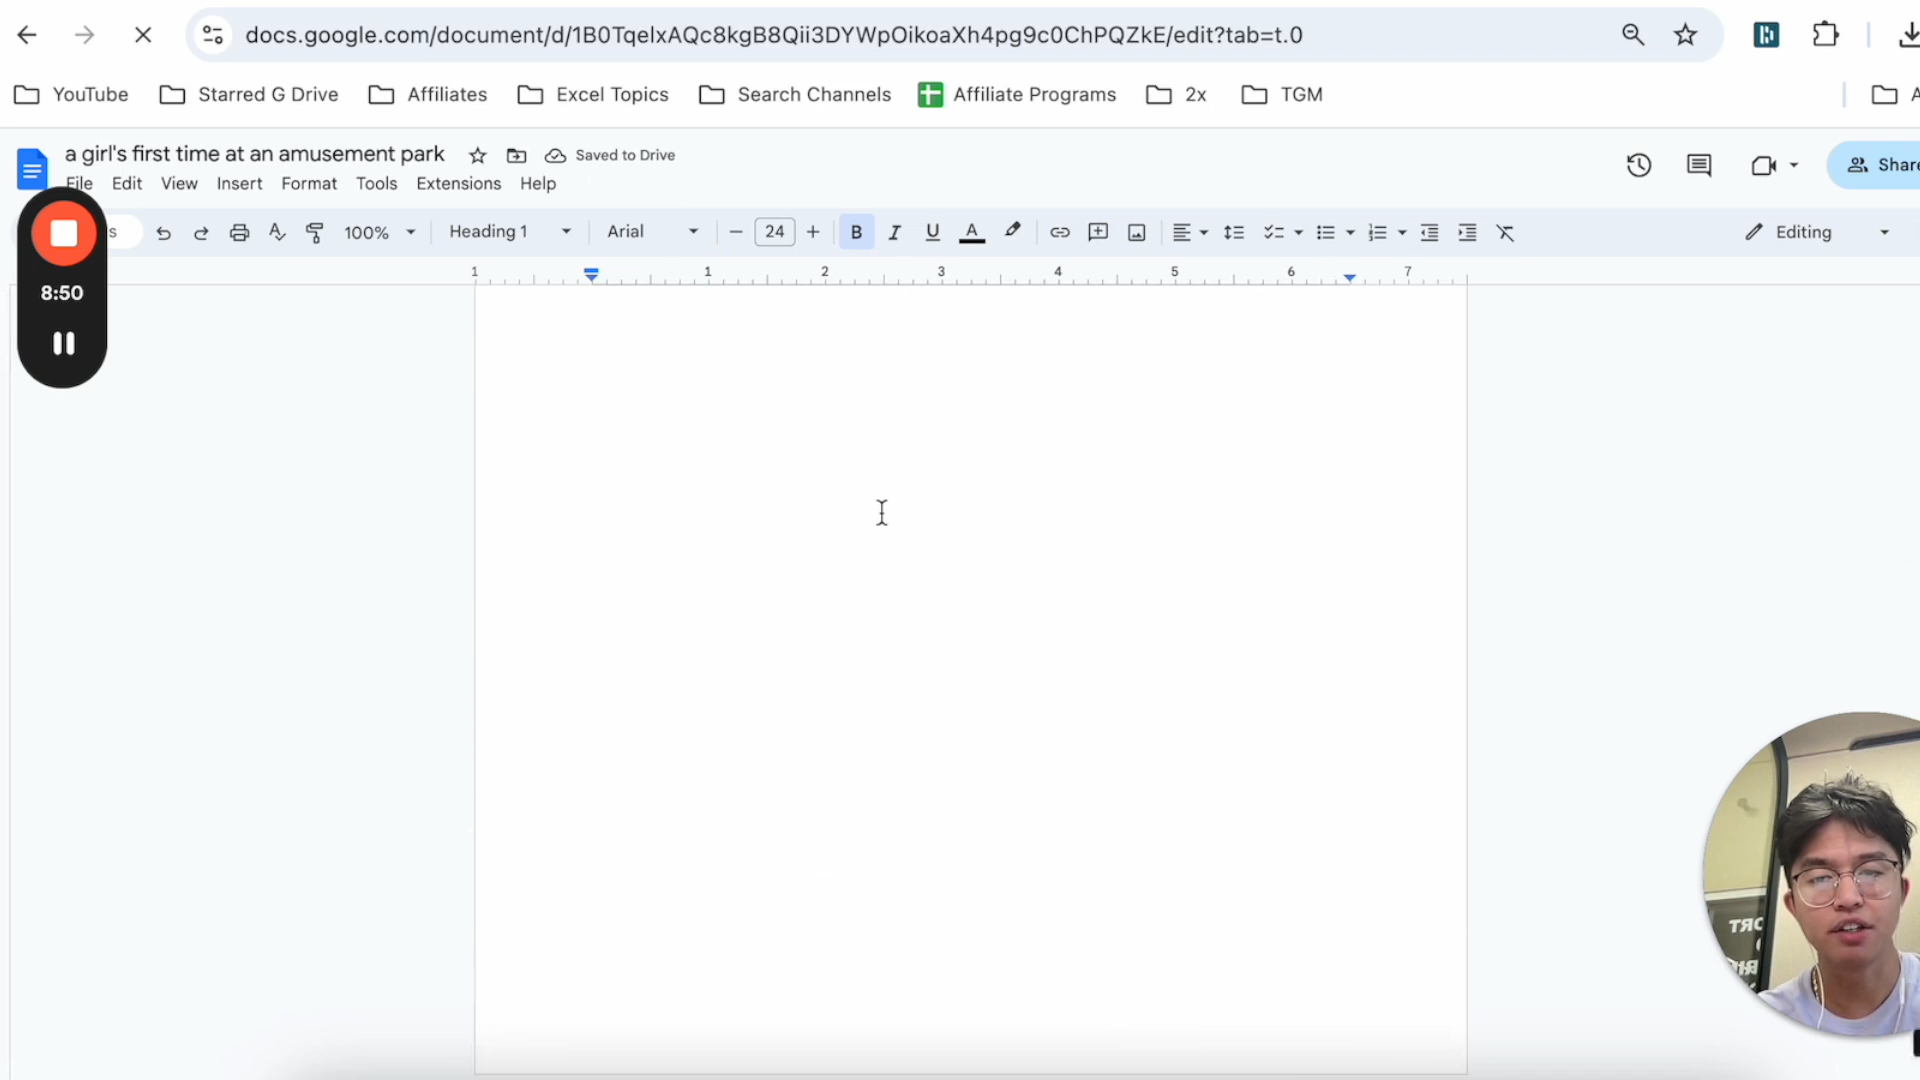 docs.google.com/document/d/1B0TqelxAQc8kgB8Qii3DYWpOikoaXh4pg9c0ChPQZkE/edit?tab=t.0
YouTube Starred G Drive Affiliates Excel Topics Search Channels Affiliate Programs 2x TGM
a girl's first time at an amusement park Saved to Drive
File Edit View Insert Format Tools Extensions Help
Share
100% Heading 1 Arial 24 B I U A Editing
1 1 2 3 4 5 6 7
8:50